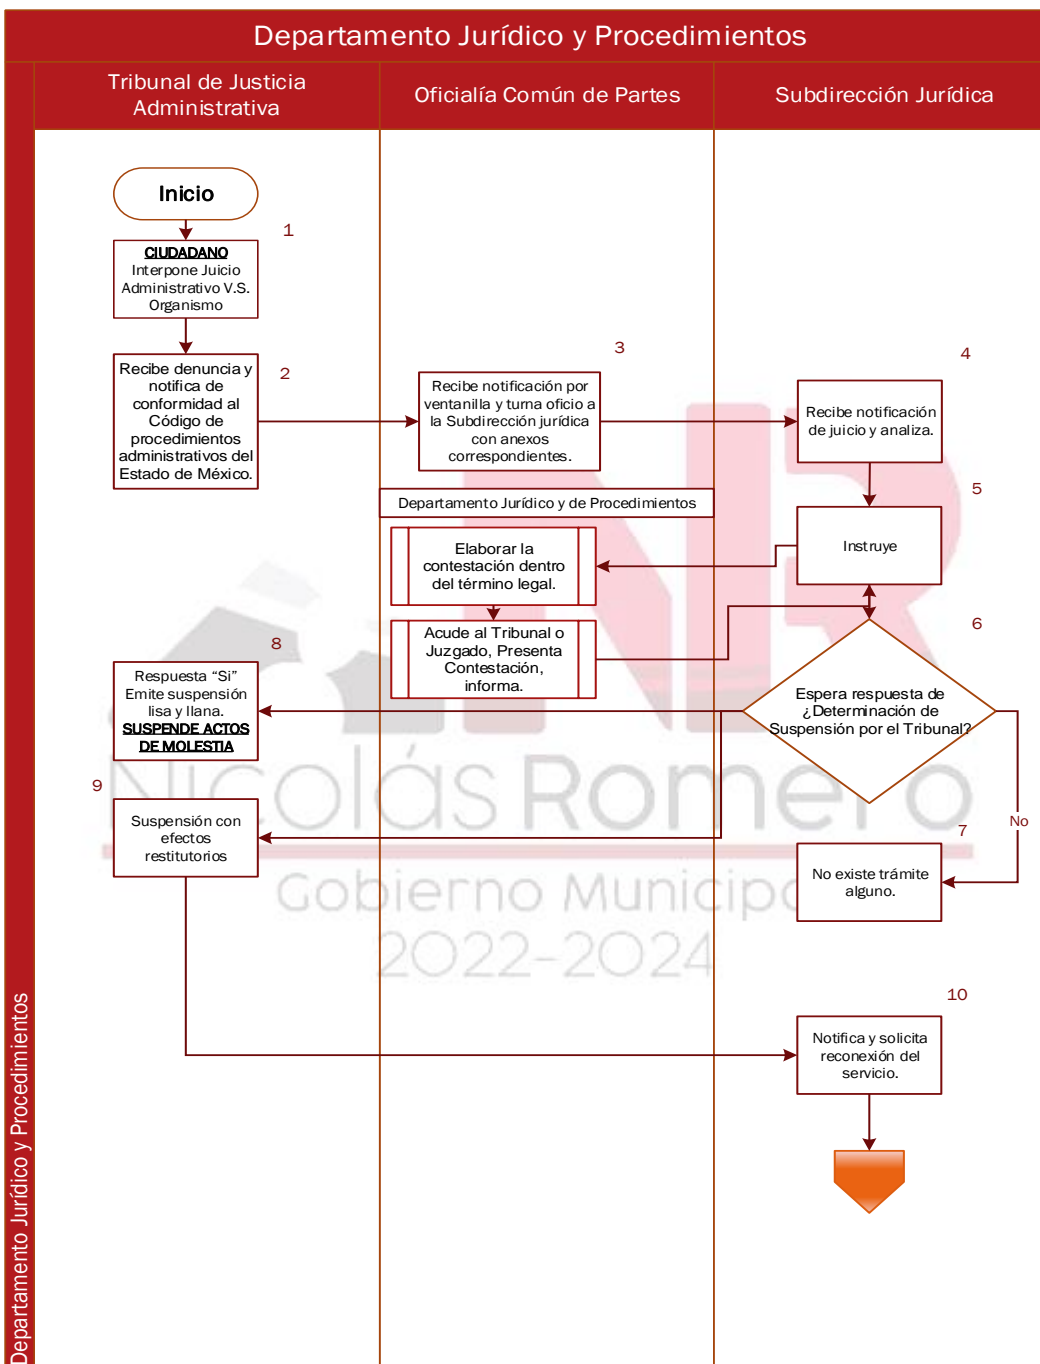 Departamento Jurídico y Procedimientos
Tribunal de Justicia
Administrativa
Oficialía Común de Partes
Subdirección Jurídica
Inicio
1
CIUDADANO
Interpone Juicio
Administrativo V.S.
Organismo
2
Recibe denuncia y
notifica de
conformidad al
Código de
procedimientos
administrativos del
Estado de México.
3
Recibe notificación por
ventanilla y turna oficio a
la Subdirección jurídica
con anexos
correspondientes.
4
Recibe notificación
de juicio y analiza.
5
Instruye
Departamento Jurídico y de Procedimientos
Elaborar la
contestación dentro
del término legal.
Acude al Tribunal o
Juzgado, Presenta
Contestación,
informa.
6
Espera respuesta de
¿Determinación de
Suspensión por el Tribunal?
No
7
No existe trámite
alguno.
8
Respuesta “Si”
Emite suspensión
lisa y llana.
SUSPENDE ACTOS
DE MOLESTIA
9
Suspensión con
efectos
restitutorios
10
Notifica y solicita
reconexión del
servicio.
NR
Nicolás Romero
Gobierno Municipal
2022-2024
Departamento Jurídico y Procedimientos